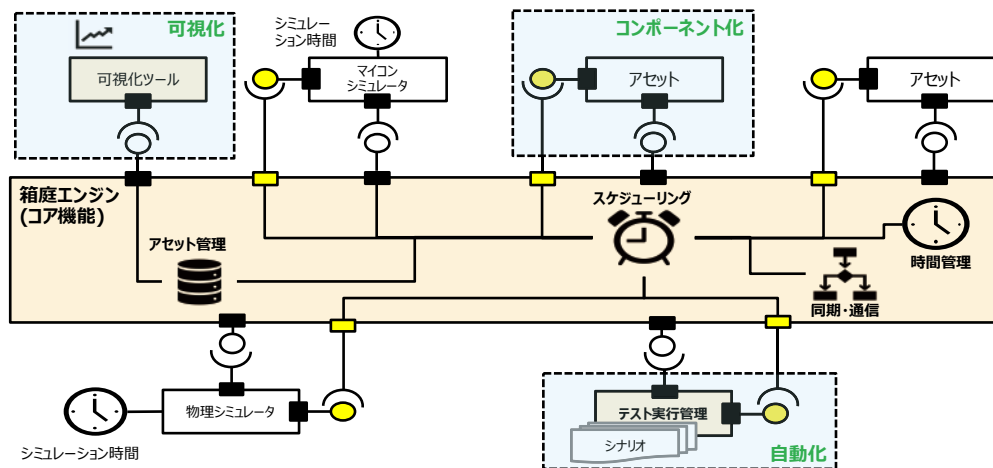 可視化
可視化ツール
シミュレー
ション時間
マイコン
シミュレータ
コンポーネント化
アセット
アセット
箱庭エンジン
(コア機能)
スケジューリング
アセット管理
時間管理
同期・通信
物理シミュレータ
シミュレーション時間
テスト実行管理
シナリオ
自動化